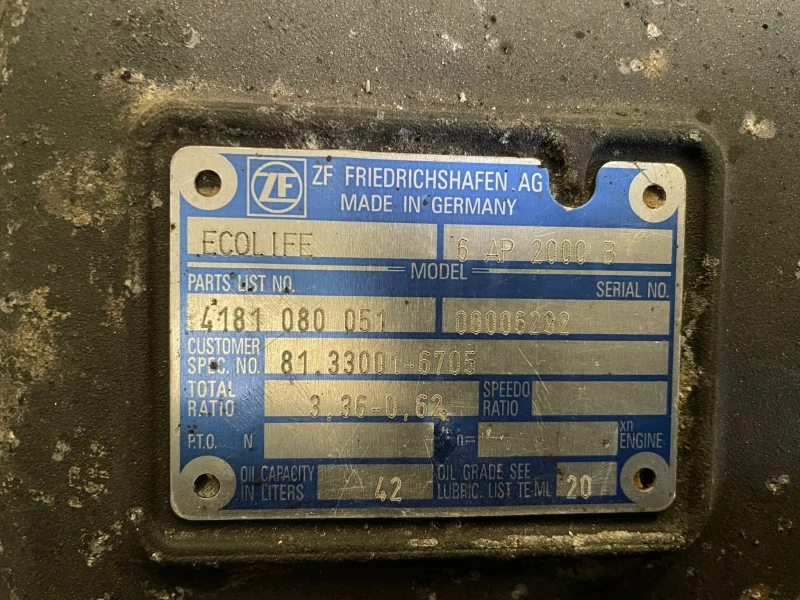 ZF ZF FRIEDRICHSHAFEN AG
MADE IN GERMANY
ECOLIFE 6 AP 2000 B
MODEL
PARTS LIST NO. SERIAL NO.
4181 080 051 00006292
CUSTOMER
SPEC. NO. 81.33001-6705
TOTAL
RATIO 3,36-0,62 SPEEDO
RATIO
P.T.O. N n= xn
ENGINE
OIL CAPACITY
IN LITERS 42 OIL GRADE SEE
LUBRIC. LIST TE-ML 20